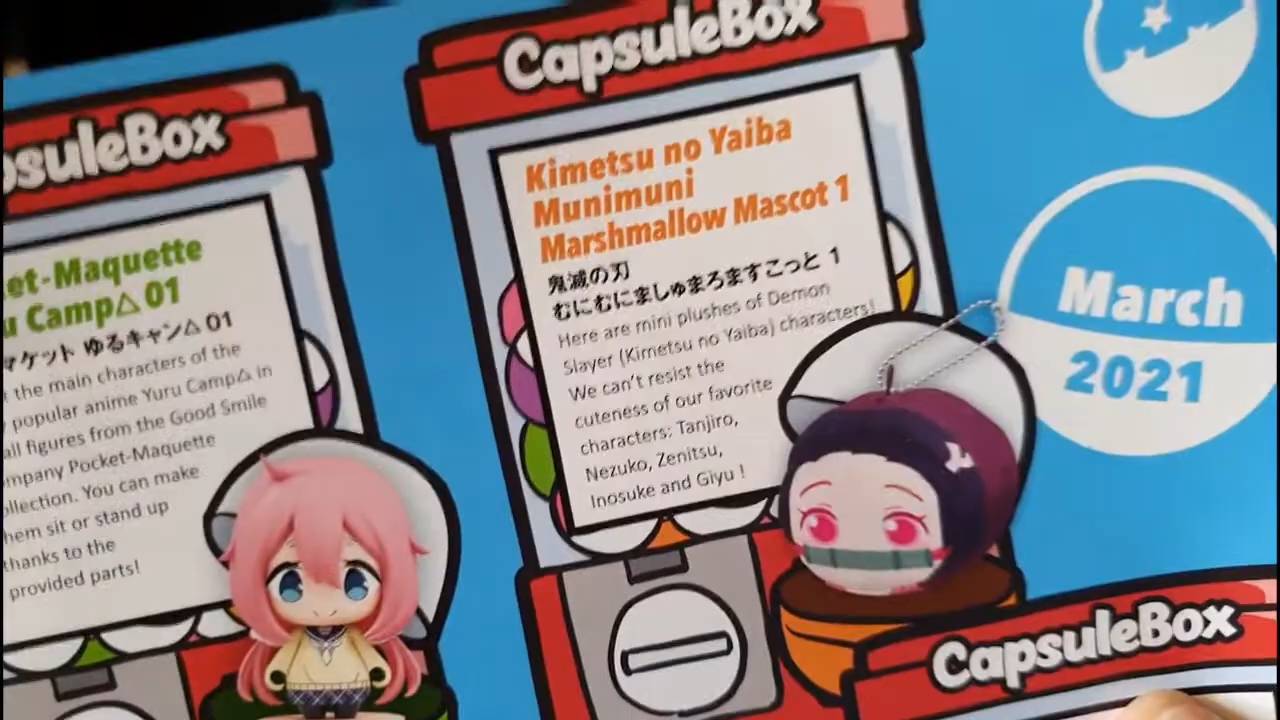 CapsuleBox
Kimetsu no Yaiba
Munimuni
Marshmallow Mascot 1
鬼滅の刃
むにむにましゅまろますこっと 1
Here are mini plushes of Demon
Slayer (Kimetsu no Yaiba) characters!
We can't resist the
cuteness of our favorite
characters: Tanjiro,
Nezuko, Zenitsu,
Inosuke and Giyu !
psuleBox
et-Maquette
u Camp△ 01
マケット ゆるキャン△ 01
the main characters of the
popular anime Yuru Camp△ in
all figures from the Good Smile
mpany Pocket-Maquette
ollection. You can make
hem sit or stand up
thanks to the
provided parts!
March
2021
CapsuleBox